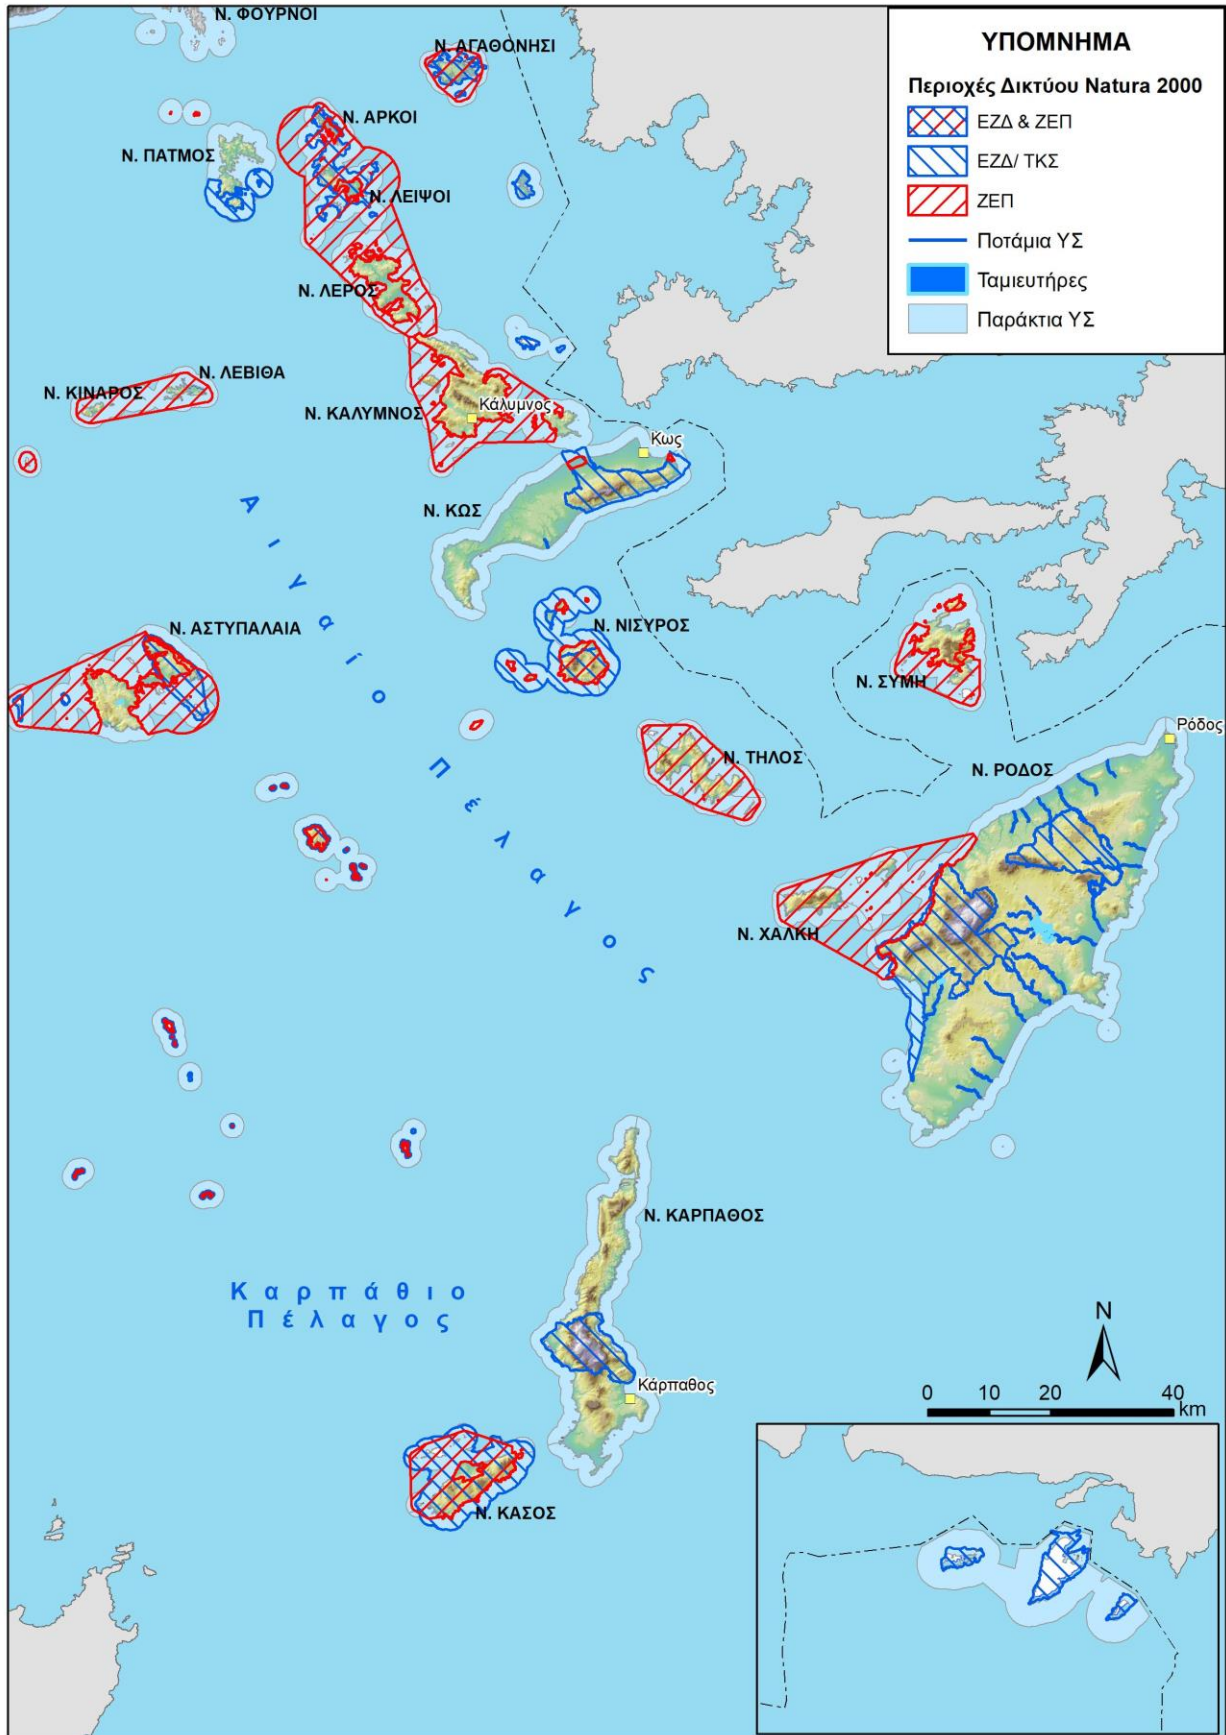 Ν. ΦΟΥΡΝΟΙ
Ν. ΑΓΑΘΟΝΗΣΙ
Ν. ΑΡΚΟΙ
Ν. ΠΑΤΜΟΣ
Ν. ΛΕΙΨΟΙ
Ν. ΛΕΡΟΣ
Ν. ΛΕΒΙΘΑ
Ν. ΚΙΝΑΡΟΣ
Ν. ΚΑΛΥΜΝΟΣ
Κάλυμνος
Κως
Ν. ΚΩΣ
Ν. ΑΣΤΥΠΑΛΑΙΑ
Ν. ΝΙΣΥΡΟΣ
Ν. ΣΥΜΗ
Ν. ΤΗΛΟΣ
Ρόδος
Ν. ΡΟΔΟΣ
Ν. ΧΑΛΚΗ
Αιγαίο Πέλαγος
Ν. ΚΑΡΠΑΘΟΣ
Καρπάθιο
Πέλαγος
Κάρπαθος
Ν. ΚΑΣΟΣ
ΥΠΟΜΝΗΜΑ
Περιοχές Δικτύου Natura 2000
ΕΖΔ & ΖΕΠ
ΕΖΔ/ ΤΚΣ
ΖΕΠ
Ποτάμια ΥΣ
Ταμιευτήρες
Παράκτια ΥΣ
N
0 10 20 40
km